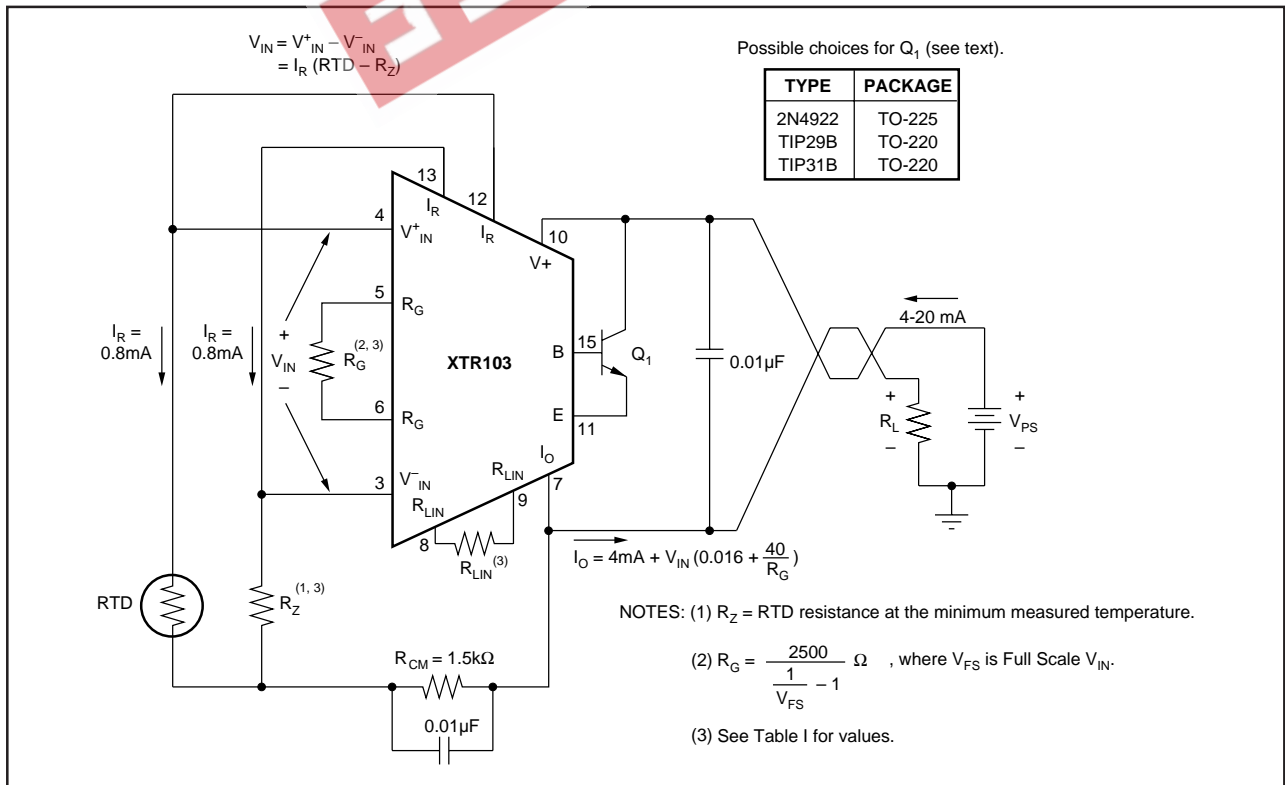 V_IN = V⁺_IN – V⁻_IN
= I_R (RTD – R_Z)
Possible choices for Q₁ (see text).
TYPE PACKAGE
2N4922 TO-225
TIP29B TO-220
TIP31B TO-220
13
I_R
12
I_R
4
V⁺_IN
10
V+
5
R_G
I_R =
0.8mA
I_R =
0.8mA
+
V_IN
–
R_G (2, 3)
XTR103
15
B
Q₁
0.01µF
4-20 mA
+
R_L
–
+
V_PS
–
6
R_G
E
11
I_O
7
3
V⁻_IN
R_LIN
9
R_LIN
8
R_LIN (3)
I_O = 4mA + V_IN (0.016 + 40/R_G)
RTD
R_Z (1, 3)
R_CM = 1.5kΩ
0.01µF
NOTES: (1) R_Z = RTD resistance at the minimum measured temperature.
(2) R_G = 2500 / (1/V_FS – 1) Ω , where V_FS is Full Scale V_IN.
(3) See Table I for values.